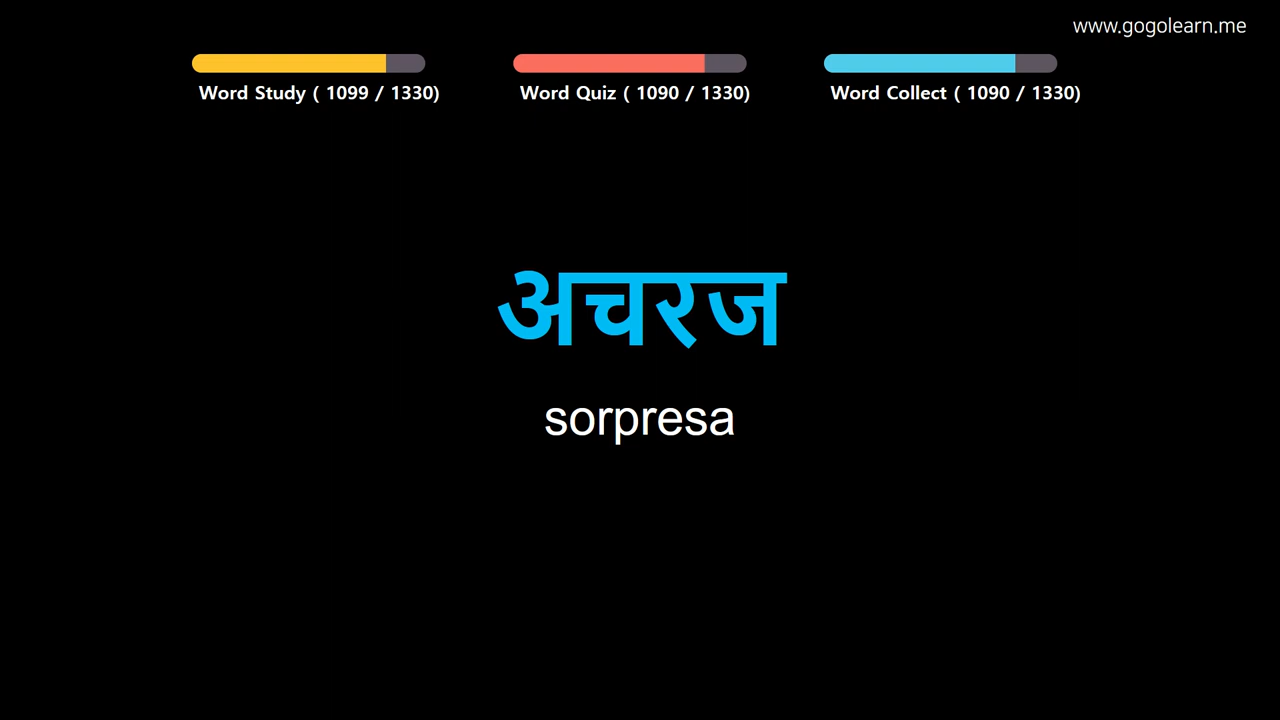 www.gogolearn.me
Word Study ( 1099 / 1330)
Word Quiz ( 1090 / 1330)
Word Collect ( 1090 / 1330)
अचरज
sorpresa